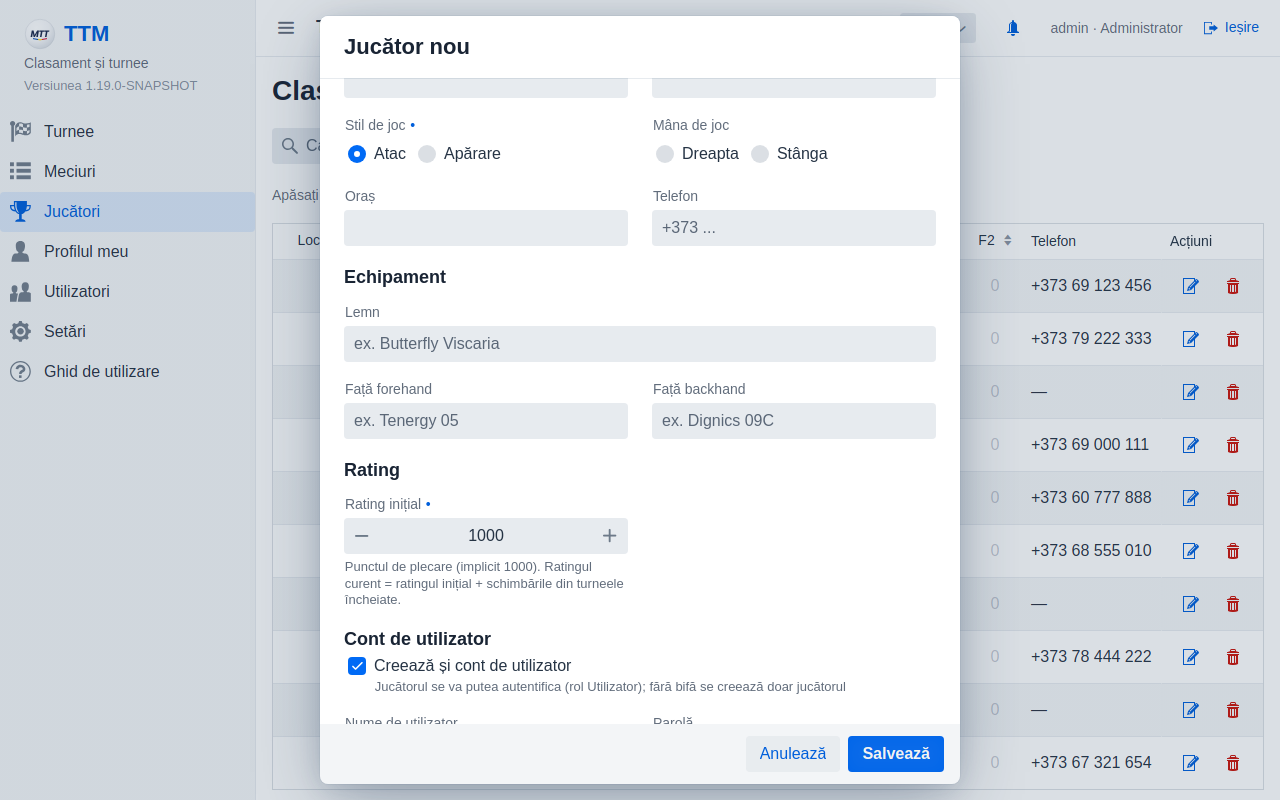 TTM
Clasament și turnee
Versiunea 1.19.0-SNAPSHOT
Turnee
Meciuri
Jucători
Profilul meu
Utilizatori
Setări
Ghid de utilizare
admin · Administrator
Ieșire
Jucător nou
Stil de joc •
Mâna de joc
Atac
Apărare
Dreapta
Stânga
Oraș
Telefon
+373 ...
Echipament
Lemn
ex. Butterfly Viscaria
Față forehand
Față backhand
ex. Tenergy 05
ex. Dignics 09C
Rating
Rating inițial •
1000
Punctul de plecare (implicit 1000). Ratingul
curent = ratingul inițial + schimbările din turneele
încheiate.
Cont de utilizator
Creează și cont de utilizator
Jucătorul se va putea autentifica (rol Utilizator); fără bifă se creează doar jucătorul
Nume de utilizator
Parolă
Anulează
Salvează
Apăsați
F2
Telefon
Acțiuni
0
+373 69 123 456
0
+373 79 222 333
0
—
0
+373 69 000 111
0
+373 60 777 888
0
+373 68 555 010
0
—
0
+373 78 444 222
0
—
0
+373 67 321 654